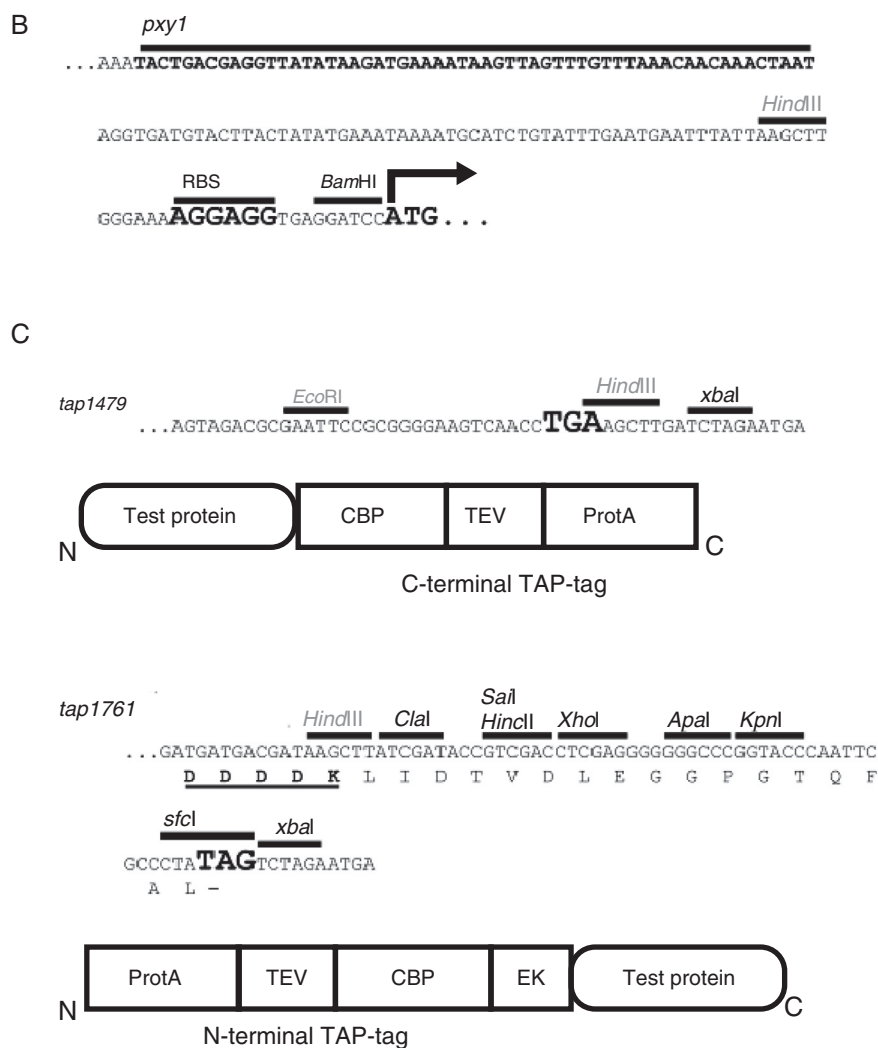 B
pxy1
...AAATACTGACGAGGTTATATAAGATGAAAATAAGTTAGTTTGTTTAAACAACAAACTAAT
HindIII
AGGTGATGTACTTACTATATGAAATAAAATGCATCTGTATTTGAATGAATTTATTAAGCTT
RBS BamHI
GGGAAAAGGAGGTGAGGATCCATG...
C
EcoRI HindIII xbaI
tap1479
...AGTAGACGCGAATTCCGCGGGGAAGTCAACCTGAAGCTTGATCTAGAATGA
Test protein CBP TEV ProtA
N C
C-terminal TAP-tag
SaiI
tap1761 HindIII ClaI HincII XhoI ApaI KpnI
...GATGATGACGATAAGCTTATCGATACCGTCGACCTCGAGGGGGGGCCCGGTACCCAATTC
D D D D K L I D T V D L E G G P G T Q F
sfcI xbaI
GCCCTATAGTCTAGAATGA
A L –
ProtA TEV CBP EK Test protein
N C
N-terminal TAP-tag